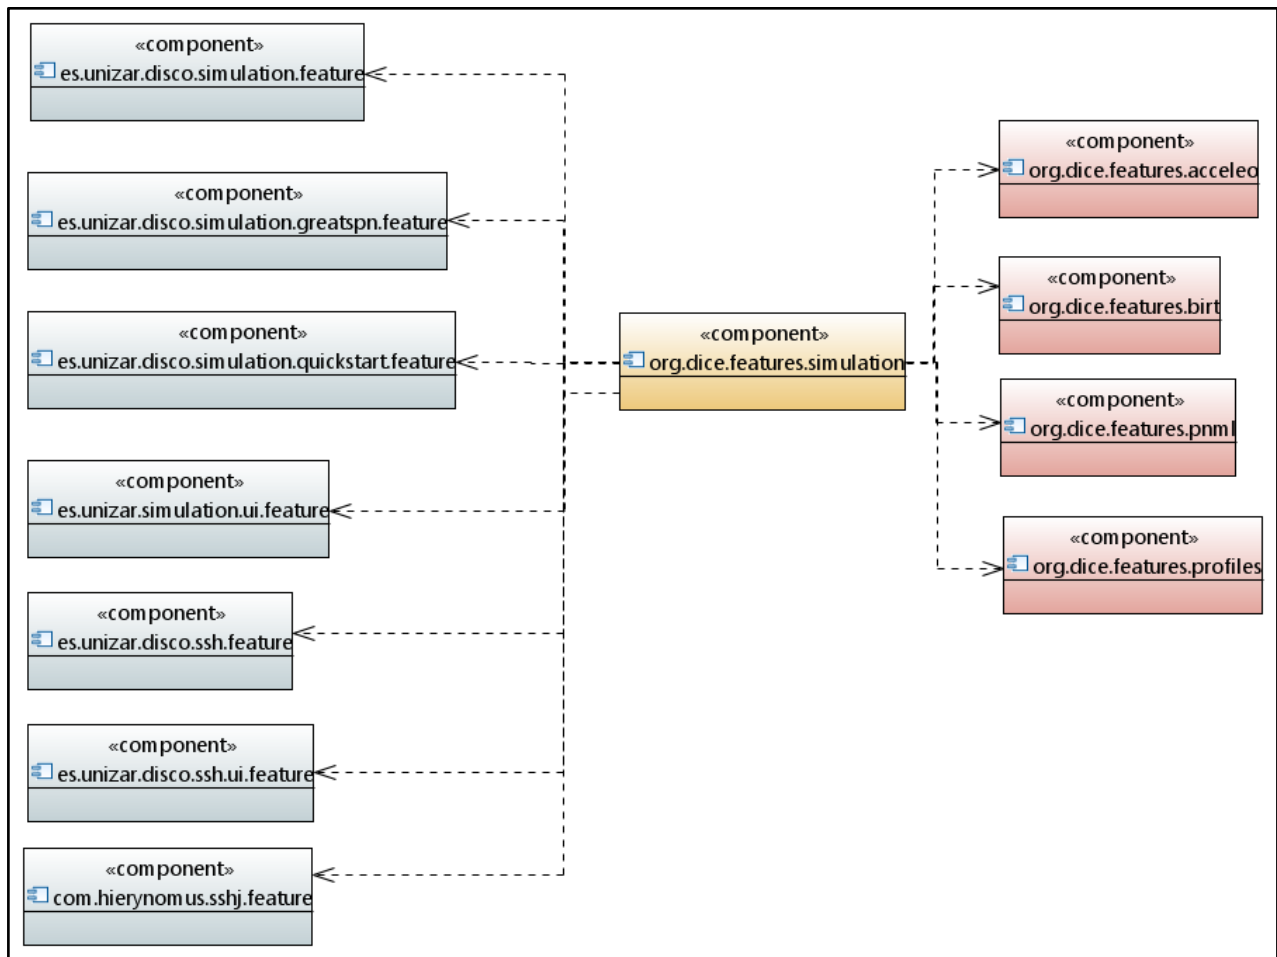 «component»
es.unizar.disco.simulation.feature
«component»
es.unizar.disco.simulation.greatspn.feature
«component»
es.unizar.disco.simulation.quickstart.feature
«component»
es.unizar.simulation.ui.feature
«component»
es.unizar.disco.ssh.feature
«component»
es.unizar.disco.ssh.ui.feature
«component»
com.hierynomus.sshj.feature
«component»
org.dice.features.simulation
«component»
org.dice.features.acceleo
«component»
org.dice.features.birt
«component»
org.dice.features.pnml
«component»
org.dice.features.profiles